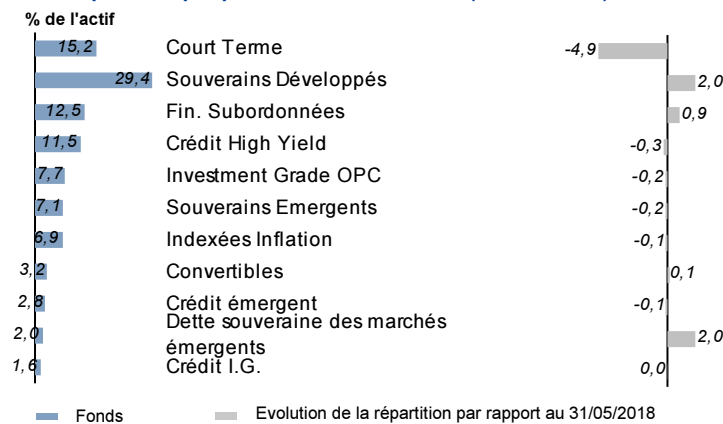 % de l'actif
15,2 Court Terme -4,9
29,4 Souverains Développés 2,0
12,5 Fin. Subordonnées 0,9
11,5 Crédit High Yield -0,3
7,7 Investment Grade OPC -0,2
7,1 Souverains Emergents -0,2
6,9 Indexées Inflation -0,1
3,2 Convertibles 0,1
2,8 Crédit émergent -0,1
2,0 Dette souveraine des marchés
émergents 2,0
1,6 Crédit I.G. 0,0
Fonds Evolution de la répartition par rapport au 31/05/2018